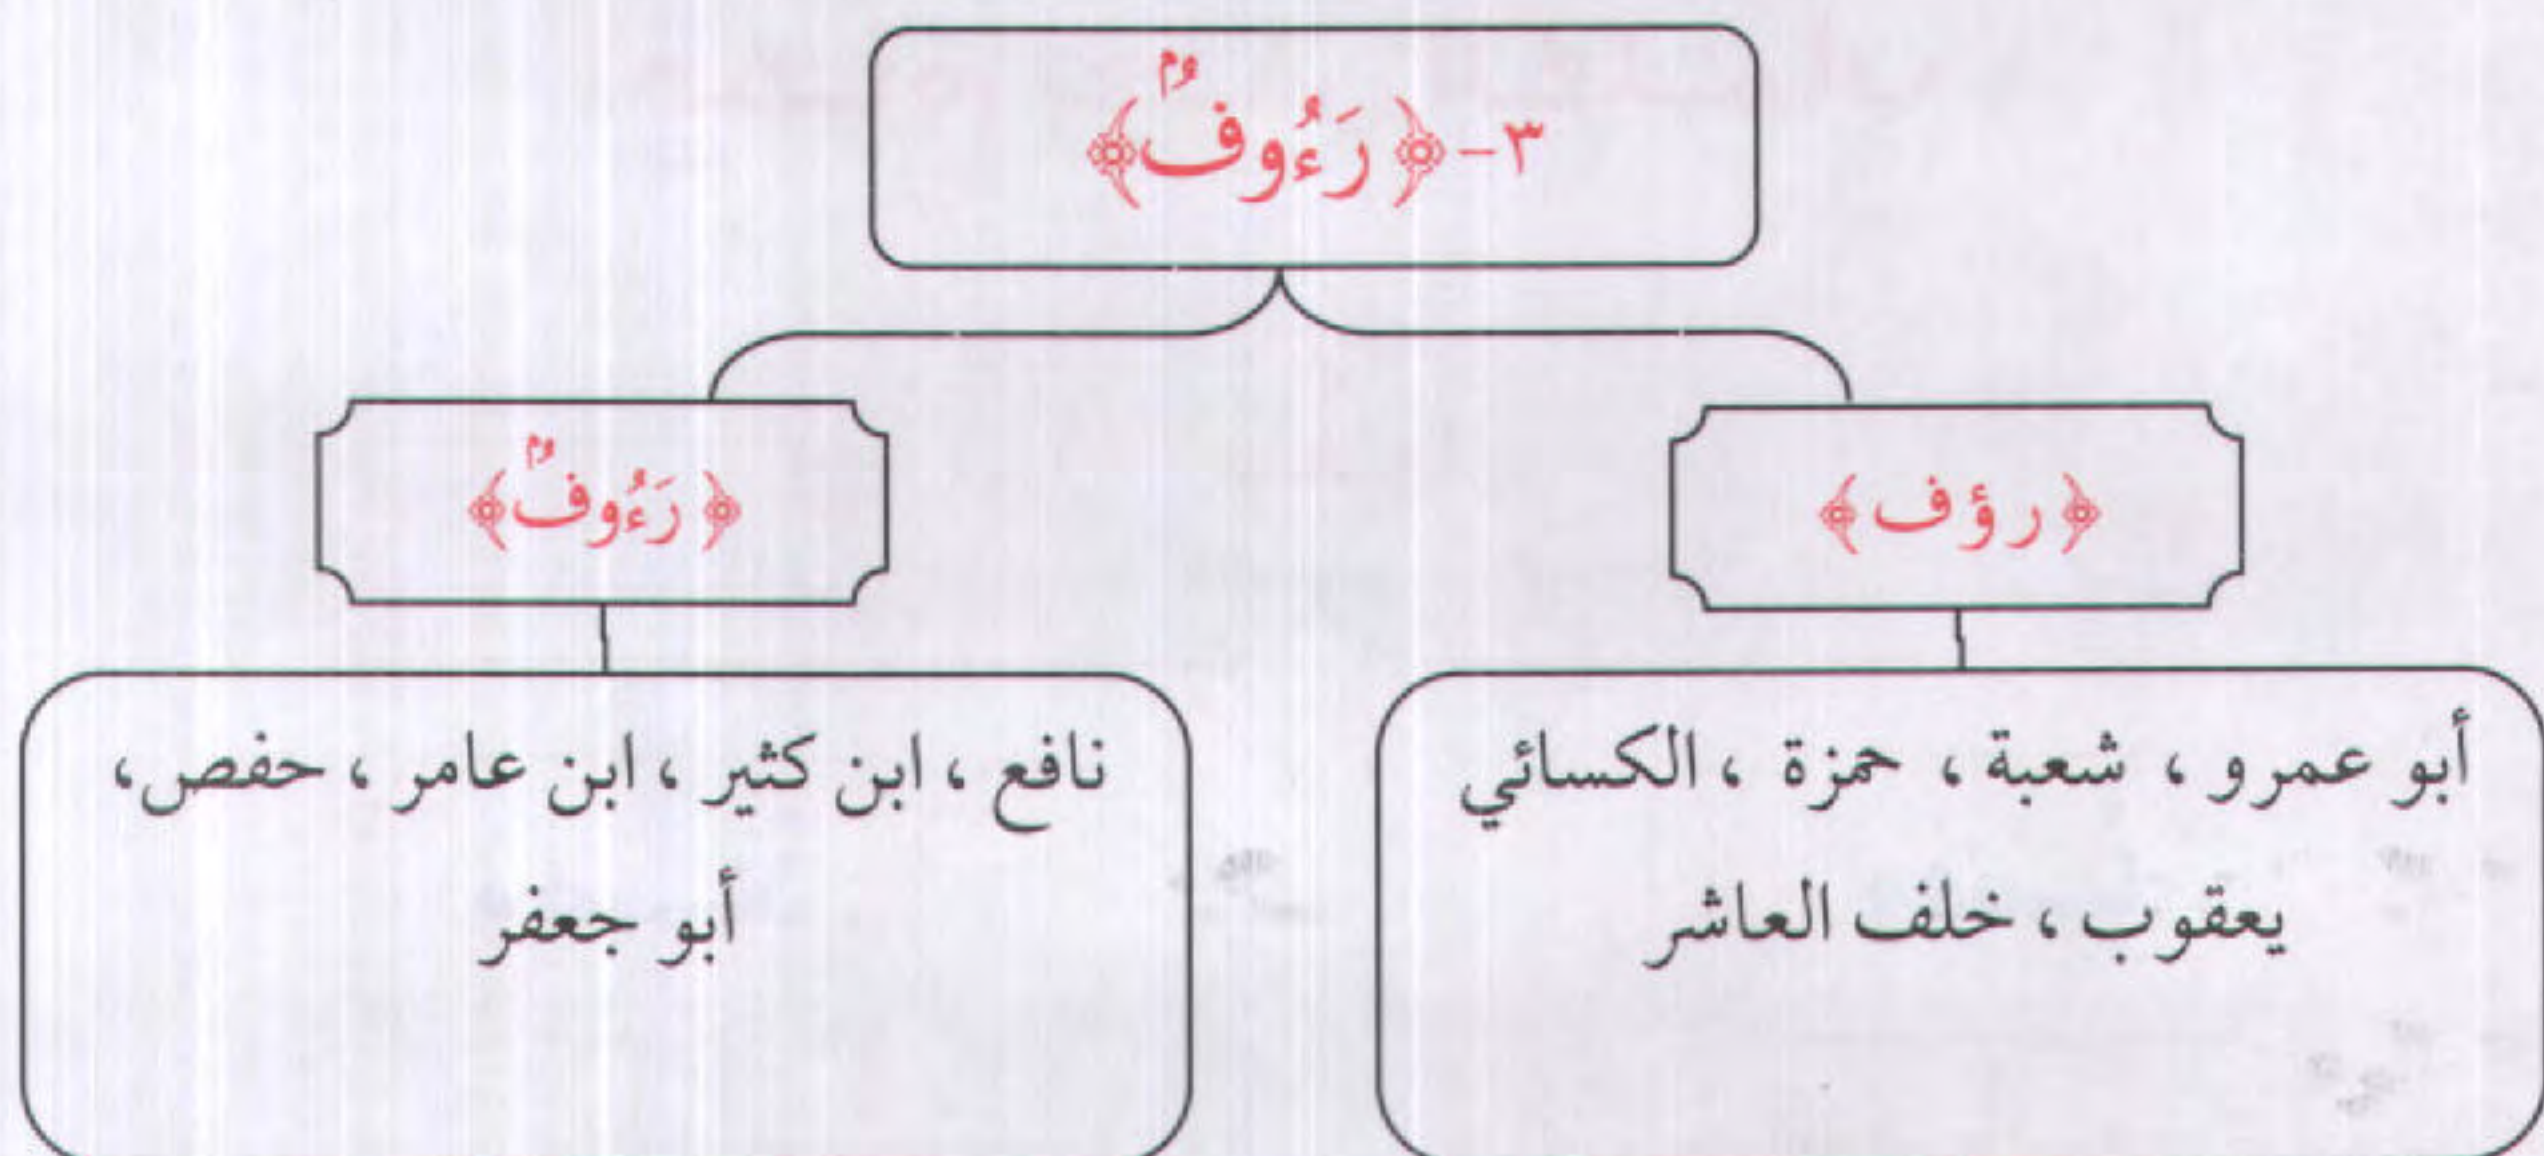 ٣- ﴿ رَءُوفٌ ﴾
﴿ رؤف ﴾
﴿ رَءُوفٌ ﴾
أبو عمرو ، شعبة ، حمزة ، الكسائي
يعقوب ، خلف العاشر
نافع ، ابن كثير ، ابن عامر ، حفص،
أبو جعفر